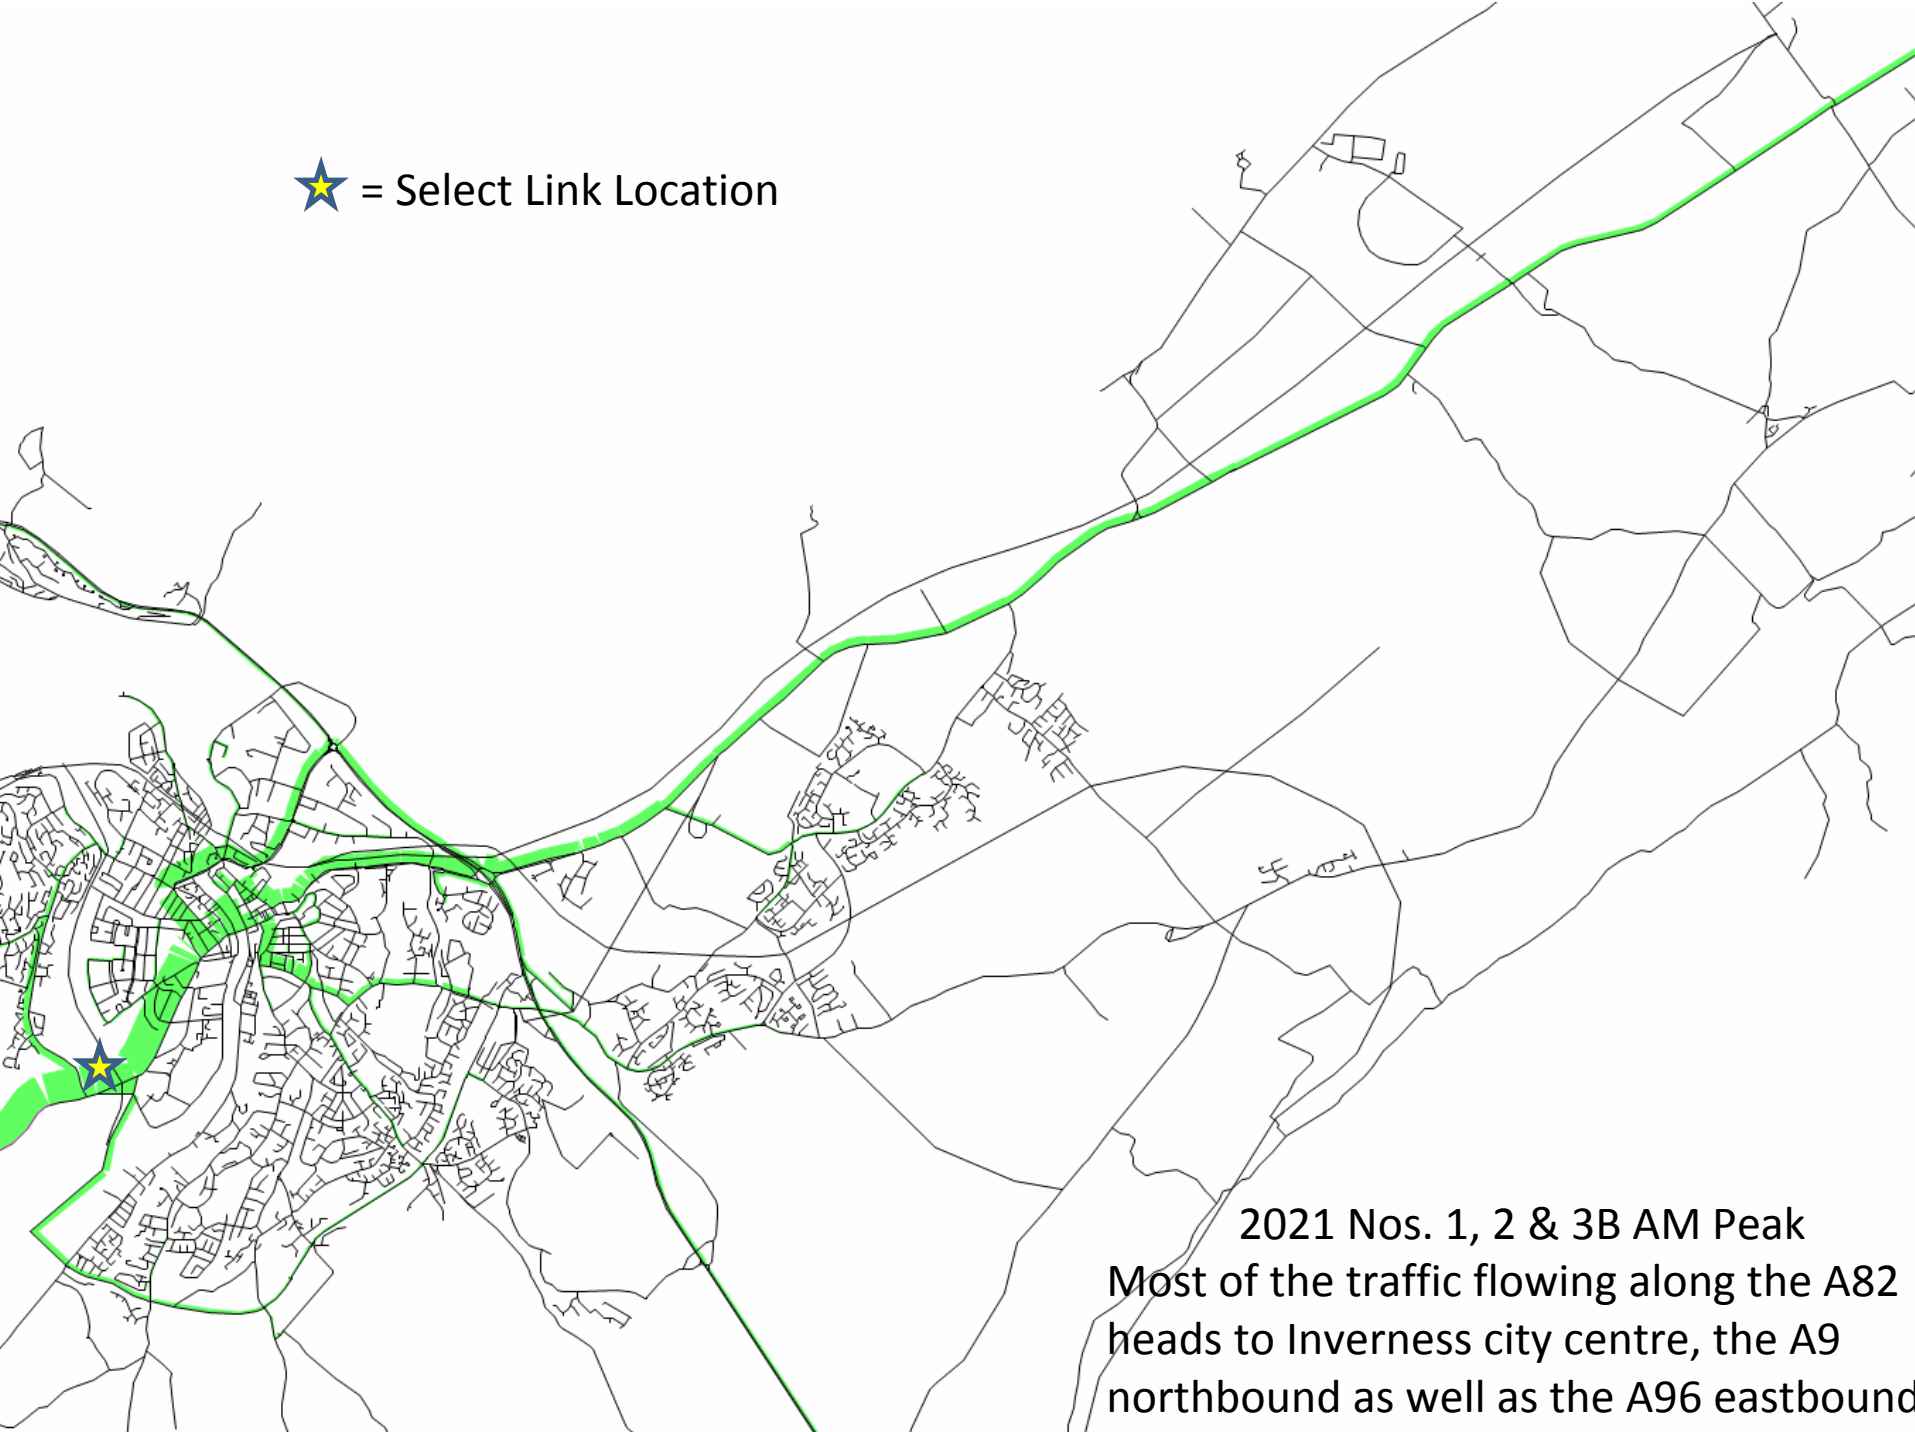 = Select Link Location
2021 Nos. 1, 2 & 3B AM Peak
Most of the traffic flowing along the A82
heads to Inverness city centre, the A9
northbound as well as the A96 eastbound